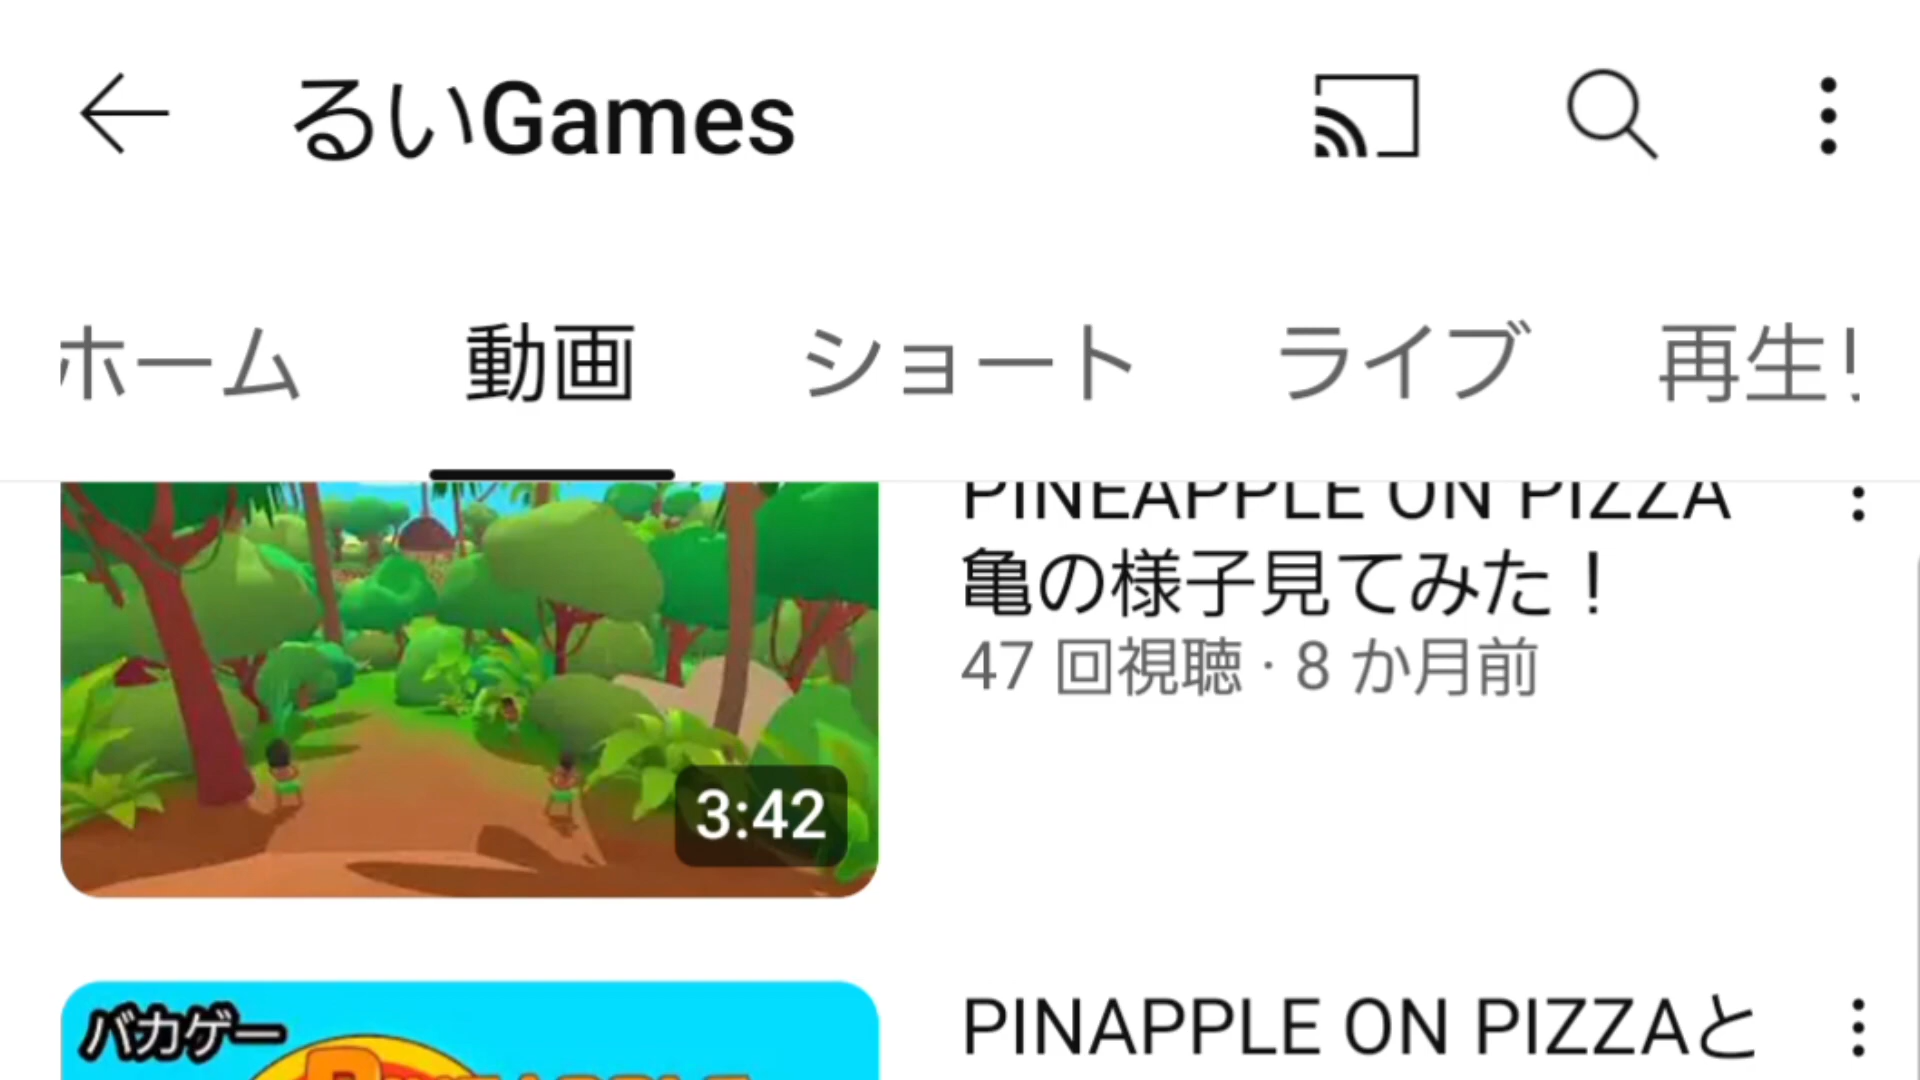 るいGames
ホーム 動画 ショート ライブ 再生
PINEAPPLE ON PIZZA
亀の様子見てみた！
47 回視聴 · 8 か月前
3:42
バカゲー
PINAPPLE ON PIZZAと